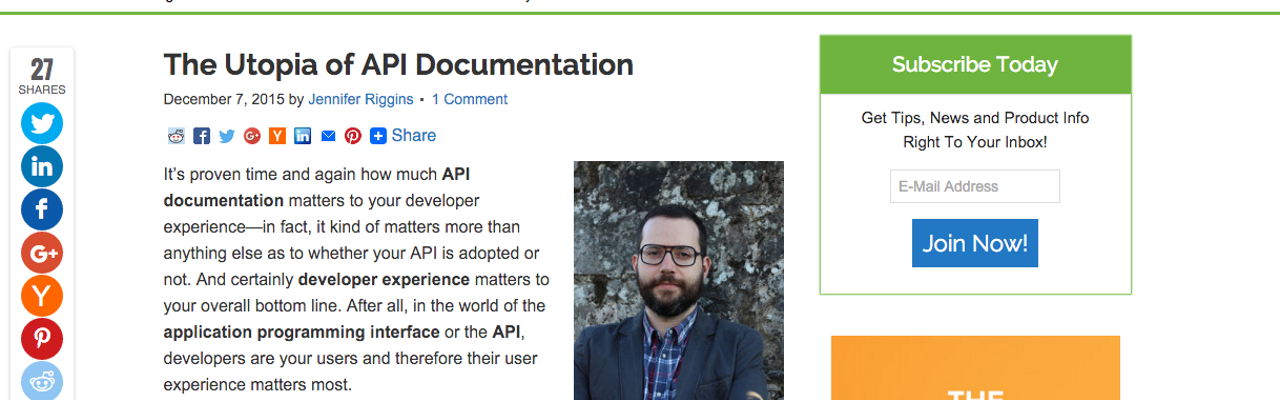 27
SHARES
The Utopia of API Documentation
December 7, 2015 by Jennifer Riggins • 1 Comment
Share
It's proven time and again how much API
documentation matters to your developer
experience—in fact, it kind of matters more than
anything else as to whether your API is adopted or
not. And certainly developer experience matters to
your overall bottom line. After all, in the world of the
application programming interface or the API,
developers are your users and therefore their user
experience matters most.
Subscribe Today
Get Tips, News and Product Info
Right To Your Inbox!
E-Mail Address
Join Now!
THE